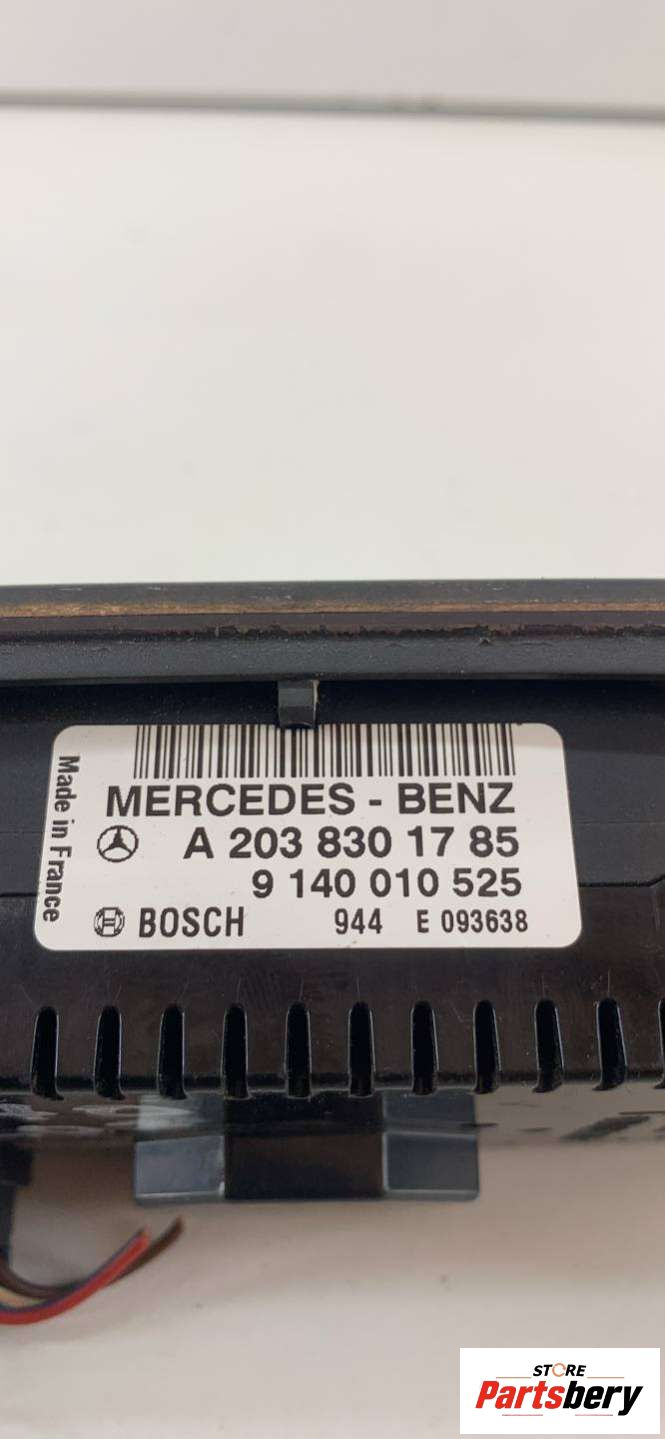 Made in France
MERCEDES - BENZ
A 203 830 17 85
9 140 010 525
BOSCH 944 E 093638
STORE
Partsbery